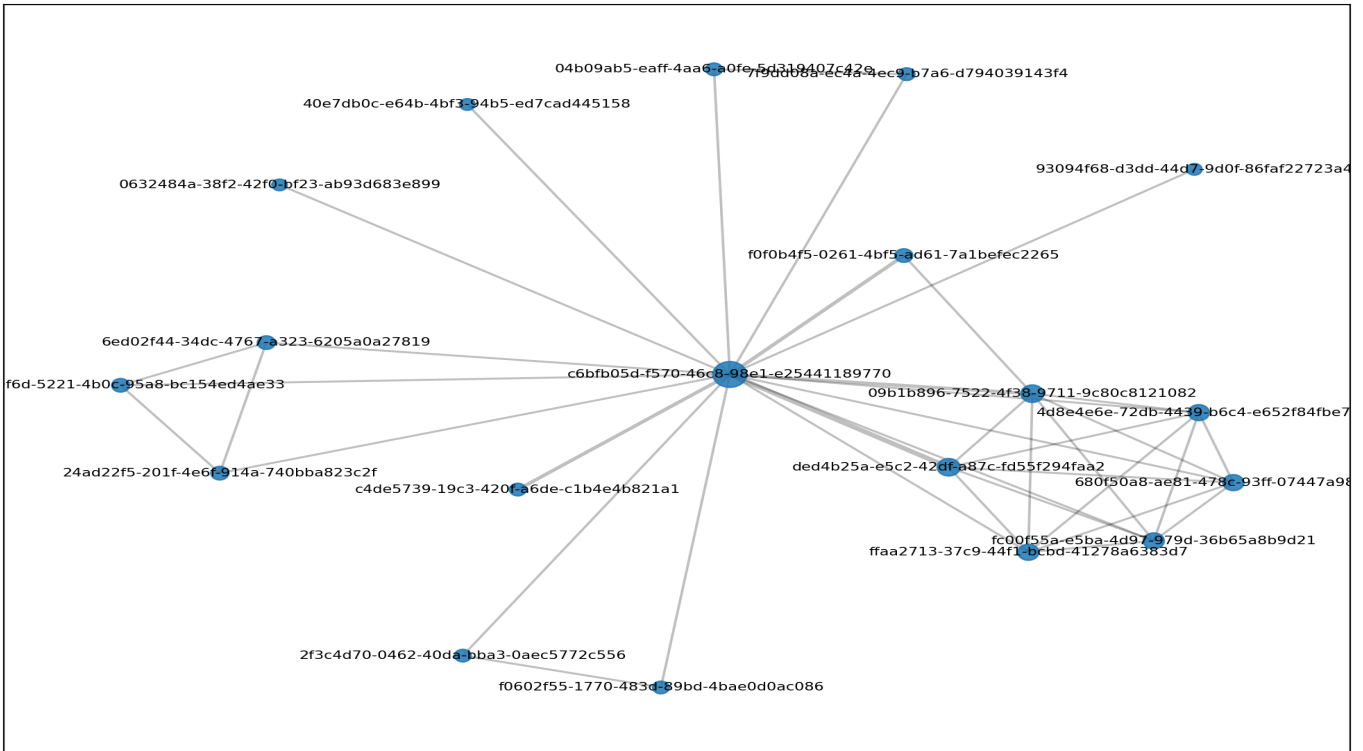 04b09ab5-eaff-4aa6-a0fe-5d319407c42e
7f9dd08a-ec4a-4ec9-b7a6-d794039143f4
40e7db0c-e64b-4bf3-94b5-ed7cad445158
93094f68-d3dd-44d7-9d0f-86faf22723a4
0632484a-38f2-42f0-bf23-ab93d683e899
f0f0b4f5-0261-4bf5-ad61-7a1befec2265
6ed02f44-34dc-4767-a323-6205a0a27819
c6bfb05d-f570-46c8-98e1-e25441189770
f6d-5221-4b0c-95a8-bc154ed4ae33
09b1b896-7522-4f38-9711-9c80c8121082
4d8e4e6e-72db-4439-b6c4-e652f84fbe7
ded4b25a-e5c2-42df-a87c-fd55f294faa2
24ad22f5-201f-4e6f-914a-740bba823c2f
680f50a8-ae81-478c-93ff-07447a98
c4de5739-19c3-420f-a6de-c1b4e4b821a1
fc00f55a-e5ba-4d97-979d-36b65a8b9d21
ffaa2713-37c9-44f1-bcbd-41278a6383d7
2f3c4d70-0462-40da-bba3-0aec5772c556
f0602f55-1770-483d-89bd-4bae0d0ac086